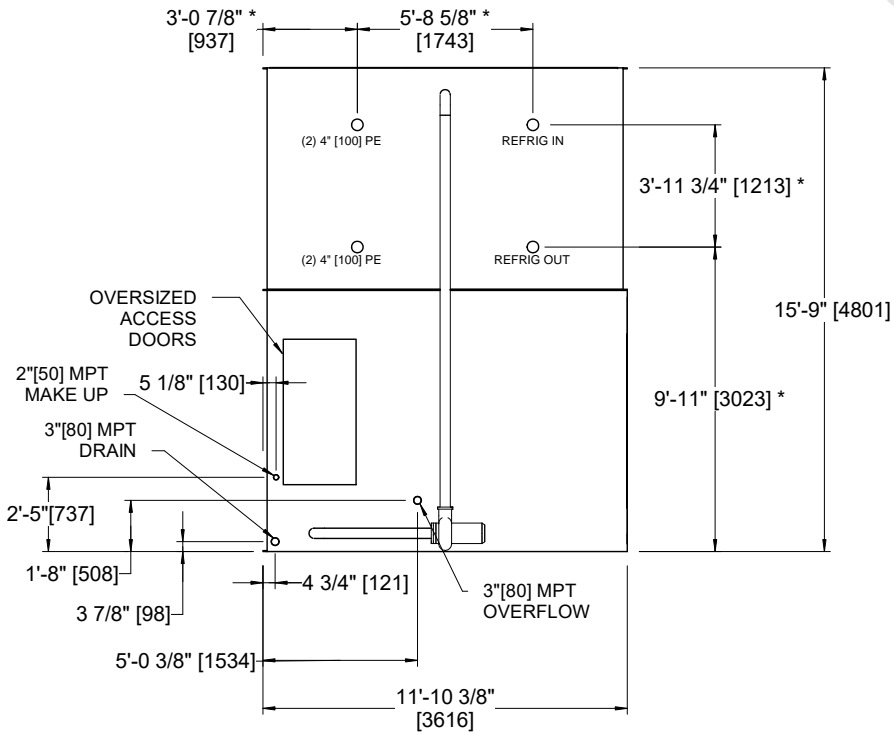 3'-0 7/8" *
[937]
5'-8 5/8" *
[1743]
(2) 4" [100] PE
REFRIG IN
3'-11 3/4" [1213] *
(2) 4" [100] PE
REFRIG OUT
OVERSIZED
ACCESS
DOORS
15'-9" [4801]
2"[50] MPT
MAKE UP
5 1/8" [130]
9'-11" [3023] *
3"[80] MPT
DRAIN
2'-5"[737]
1'-8" [508]
4 3/4" [121]
3"[80] MPT
OVERFLOW
3 7/8" [98]
5'-0 3/8" [1534]
11'-10 3/8"
[3616]